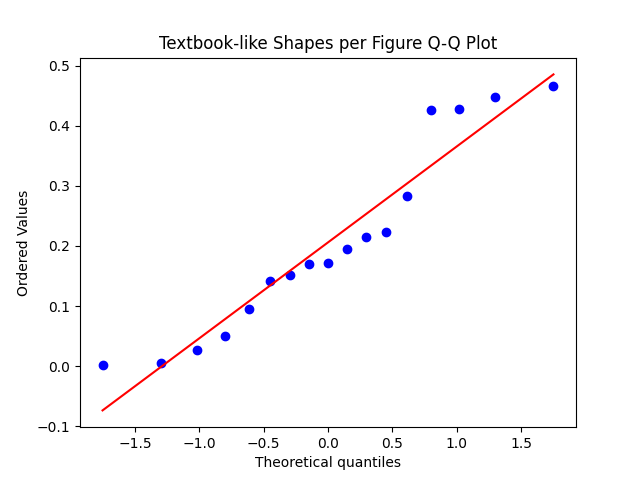 Textbook-like Shapes per Figure Q-Q Plot
0.5
0.4
0.3
0.2
0.1
0.0
−0.1
Ordered Values
−1.5 −1.0 −0.5 0.0 0.5 1.0 1.5
Theoretical quantiles